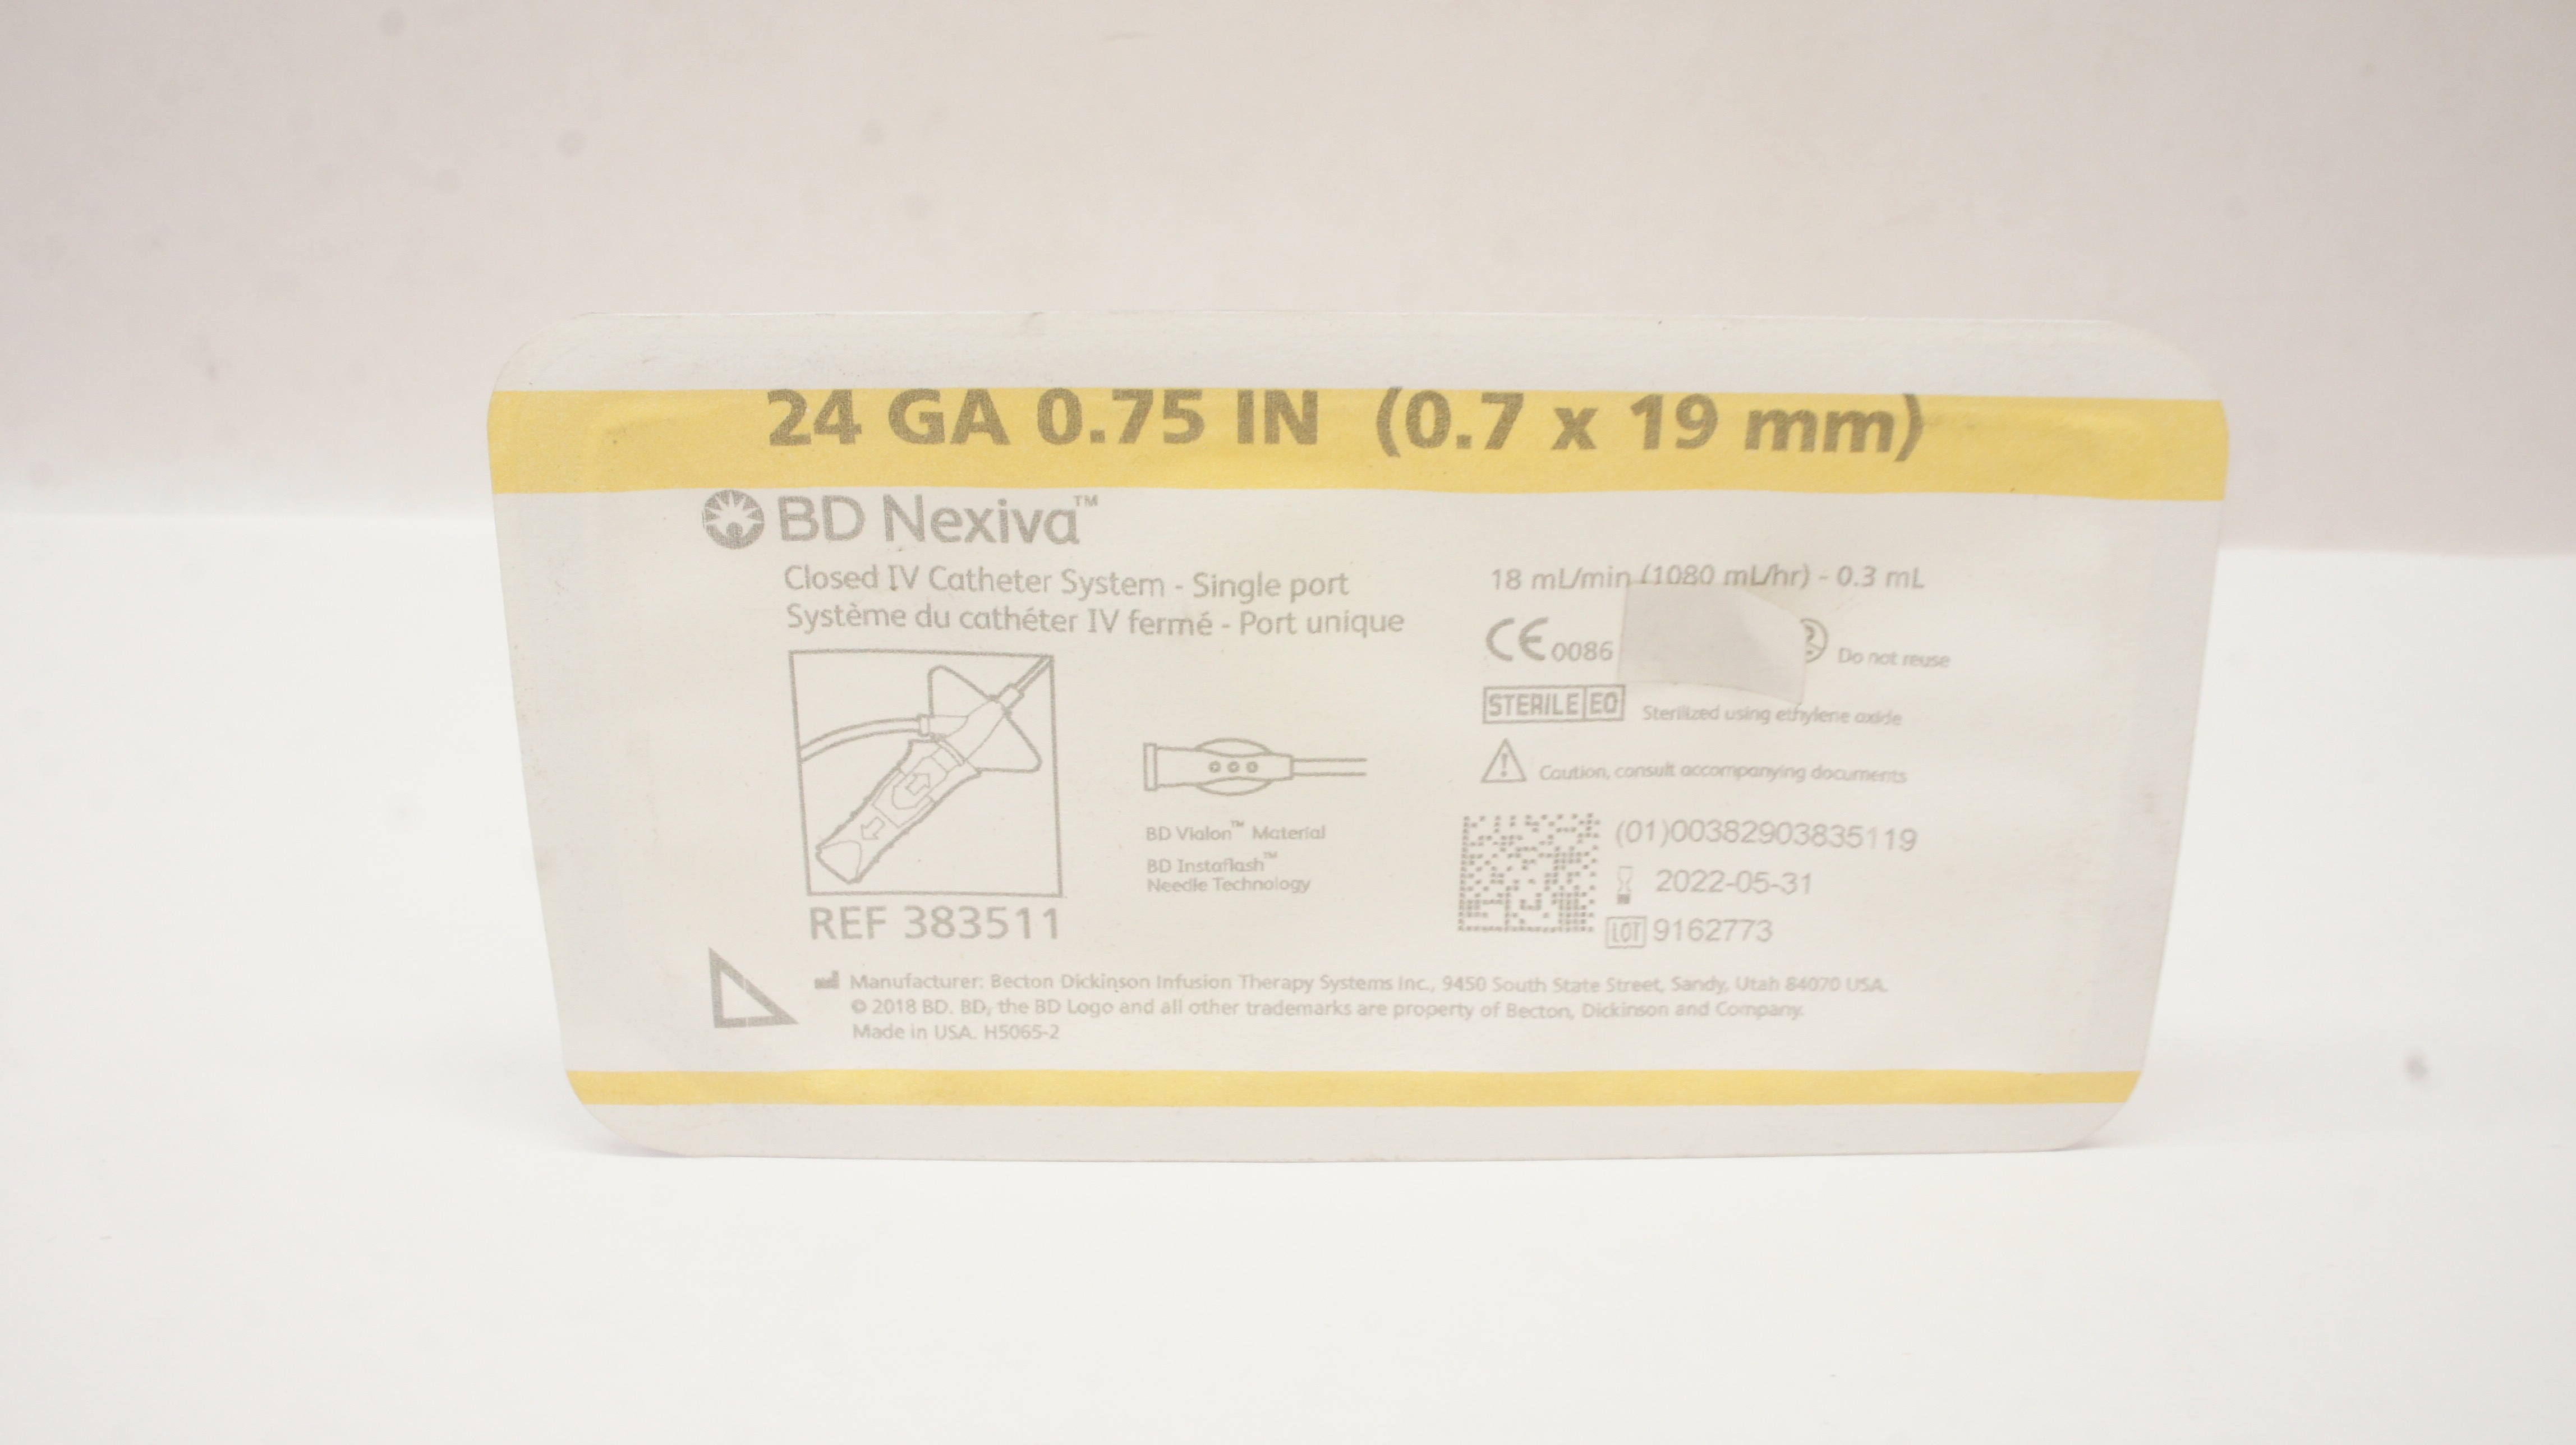 24 GA 0.75 IN (0.7 x 19 mm)
BD Nexiva™
Closed IV Catheter System - Single port
Système du cathéter IV fermé - Port unique
18 mL/min (1080 mL/hr) - 0.3 mL
CE 0086
Do not reuse
STERILE EO Sterilized using ethylene oxide
Caution, consult accompanying documents
BD Vialon™ Material
BD Instaflash™
Needle Technology
(01)00382903835119
2022-05-31
LOT 9162773
REF 383511
Manufacturer: Becton Dickinson Infusion Therapy Systems Inc., 9450 South State Street, Sandy, Utah 84070 USA.
© 2018 BD. BD, the BD Logo and all other trademarks are property of Becton, Dickinson and Company.
Made in USA. H5065-2